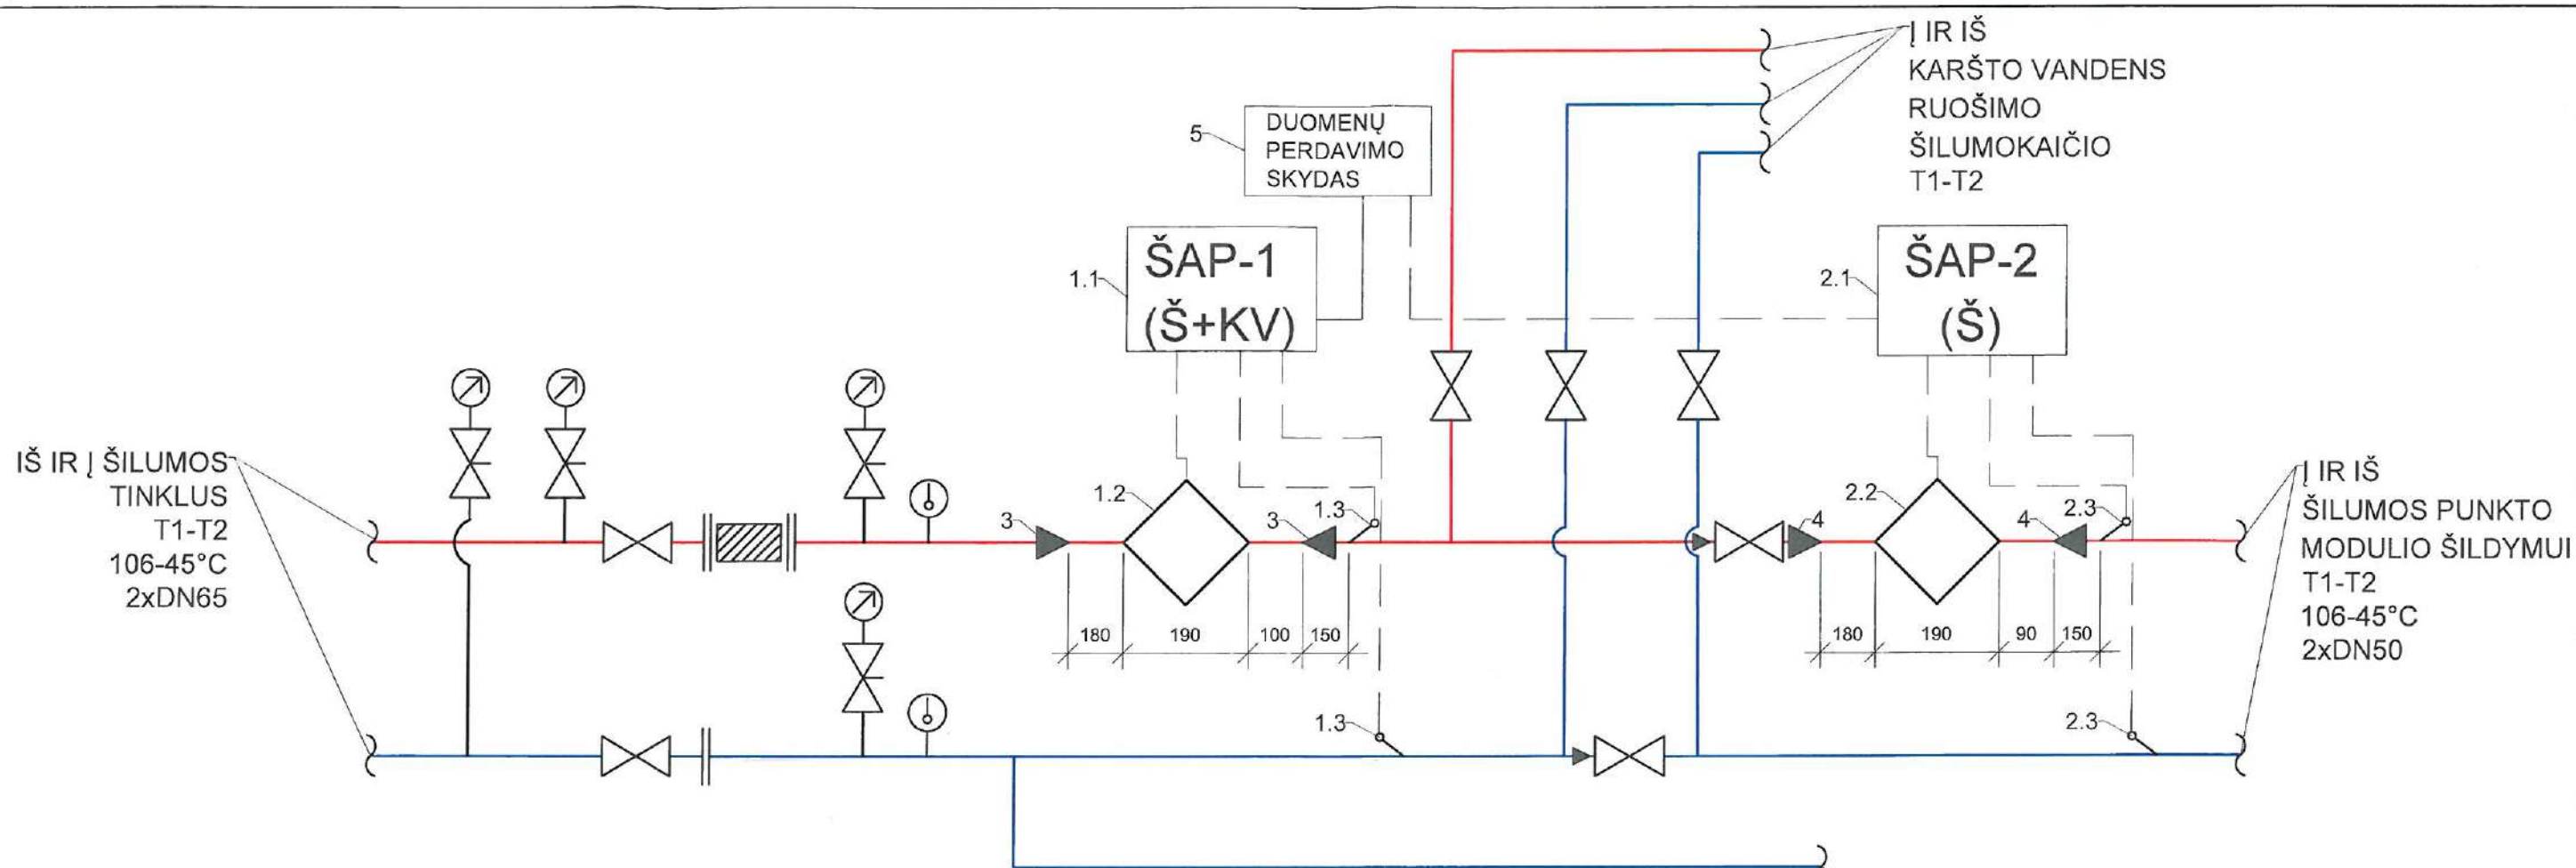 Į IR IŠ
KARŠTO VANDENS
RUOŠIMO
ŠILUMOKAIČIO
T1-T2
5
DUOMENŲ
PERDAVIMO
SKYDAS
1.1
ŠAP-1
(Š+KV)
2.1
ŠAP-2
(Š)
IŠ IR Į ŠILUMOS
TINKLUS
T1-T2
106-45°C
2xDN65
3
1.2
3
1.3
4
2.2
4
2.3
Į IR IŠ
ŠILUMOS PUNKTO
MODULIO ŠILDYMUI
T1-T2
106-45°C
2xDN50
180 190 100 150
180 190 90 150
1.3
2.3